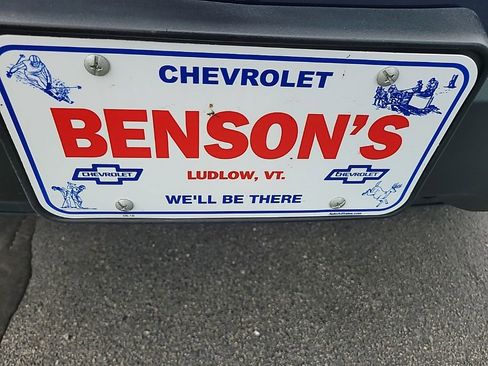 CHEVROLET
BENSON'S
LUDLOW, VT.
CHEVROLET
CHEVROLET
WE'LL BE THERE